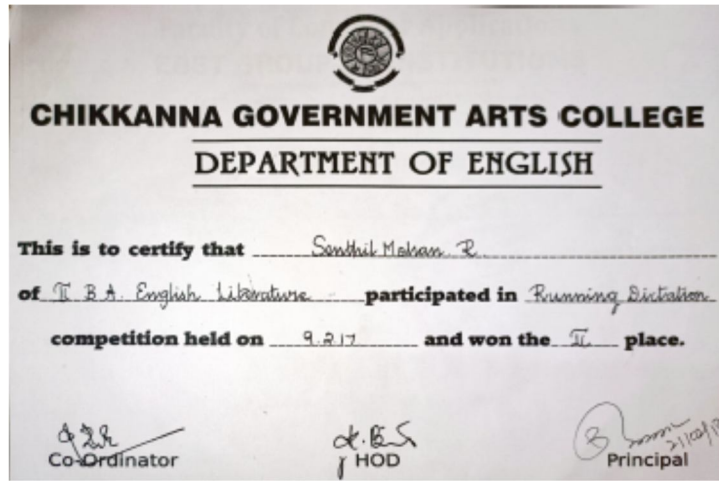 CHIKKANNA GOVERNMENT ARTS COLLEGE
DEPARTMENT OF ENGLISH
This is to certify that Senthil Mohan R
of II B A. English Literature participated in Running Dictation
competition held on 9.2.17 and won the II place.
Co-Ordinator HOD Principal